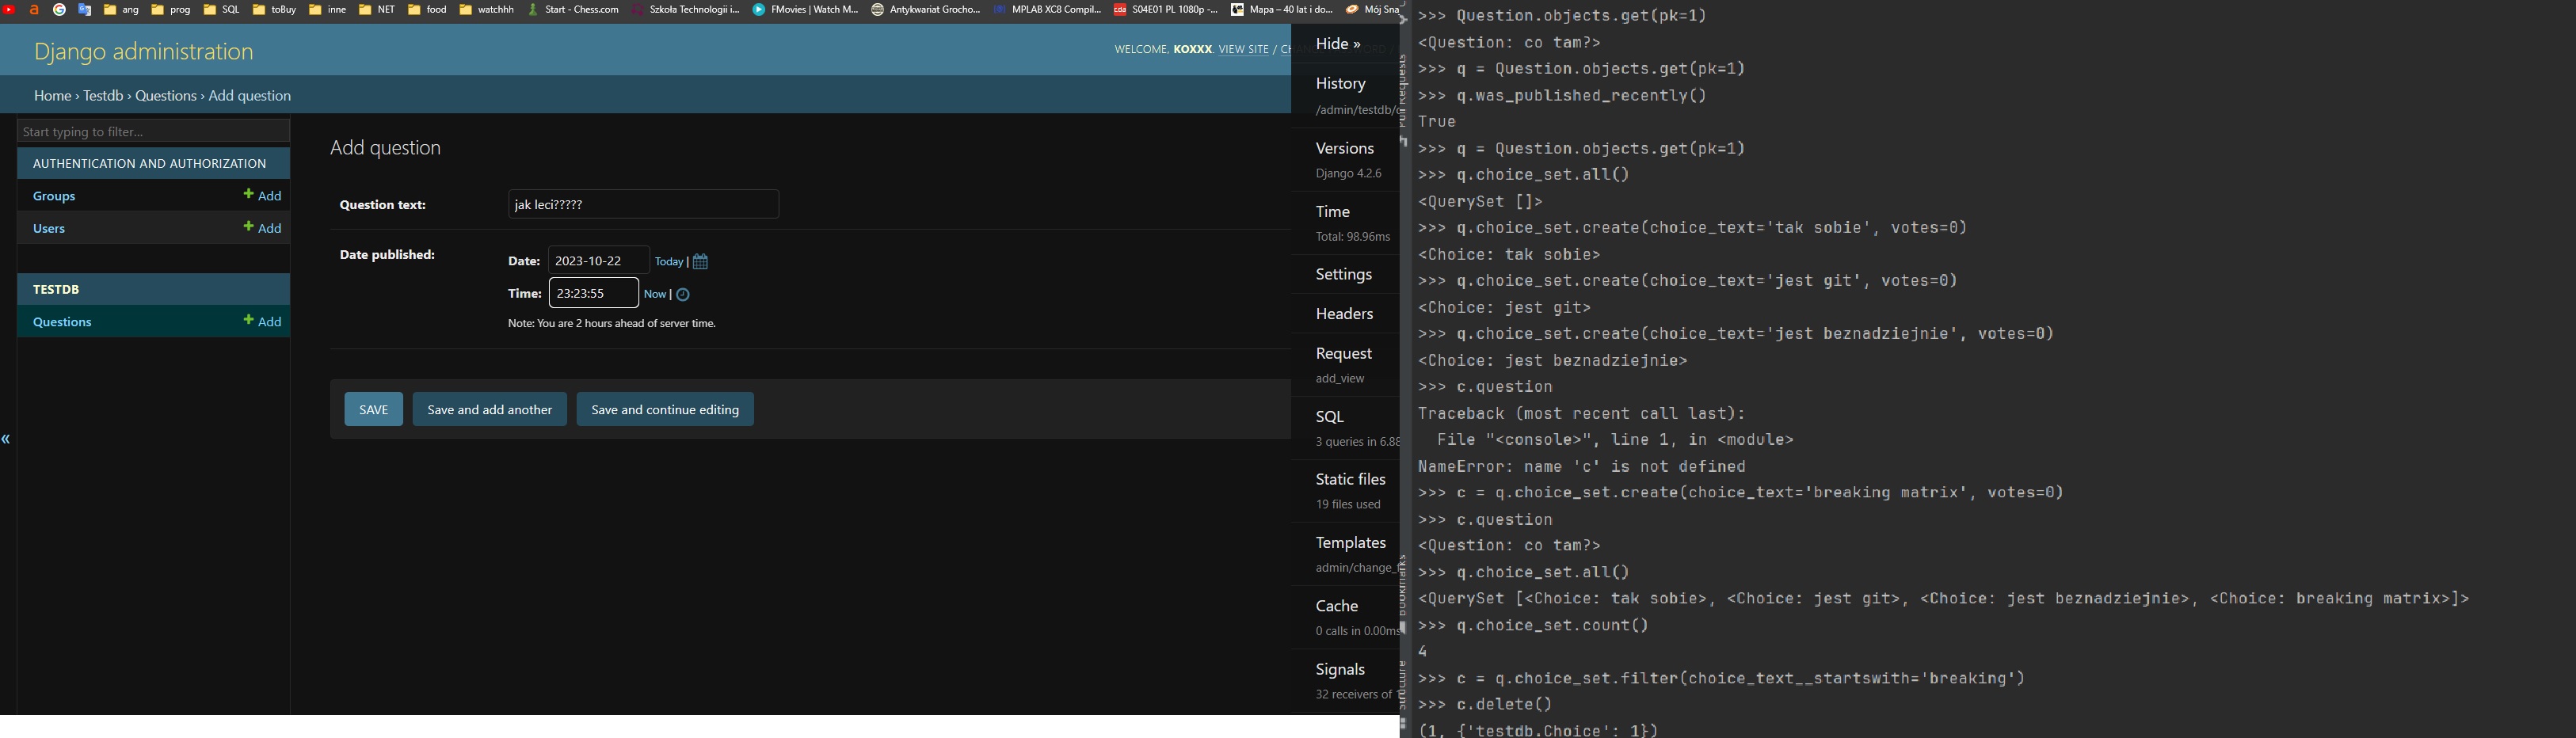 ang prog SQL toBuy inne NET food watchhh Start - Chess.com Szkoła Technologii i... FMovies | Watch M... Antykwariat Grocho... MPLAB XC8 Compil... S04E01 PL 1080p -... Mapa – 40 lat i do... Mój Sna
Django administration
WELCOME, KOXXX. VIEW SITE /
Home › Testdb › Questions › Add question
Start typing to filter...
AUTHENTICATION AND AUTHORIZATION
Groups + Add
Users + Add
TESTDB
Questions + Add
«
Add question
Question text: jak leci?????
Date published:
Date: 2023-10-22 Today |
Time: 23:23:55 Now |
Note: You are 2 hours ahead of server time.
SAVE Save and add another Save and continue editing
Hide »
History
/admin/testdb/
Versions
Django 4.2.6
Time
Total: 98.96ms
Settings
Headers
Request
add_view
SQL
3 queries in 6.88
Static files
19 files used
Templates
admin/change_f
Cache
0 calls in 0.00ms
Signals
32 receivers of 1
Pull Requests
Bookmarks
Structure
>>> Question.objects.get(pk=1)
<Question: co tam?>
>>> q = Question.objects.get(pk=1)
>>> q.was_published_recently()
True
>>> q = Question.objects.get(pk=1)
>>> q.choice_set.all()
<QuerySet []>
>>> q.choice_set.create(choice_text='tak sobie', votes=0)
<Choice: tak sobie>
>>> q.choice_set.create(choice_text='jest git', votes=0)
<Choice: jest git>
>>> q.choice_set.create(choice_text='jest beznadziejnie', votes=0)
<Choice: jest beznadziejnie>
>>> c.question
Traceback (most recent call last):
  File "<console>", line 1, in <module>
NameError: name 'c' is not defined
>>> c = q.choice_set.create(choice_text='breaking matrix', votes=0)
>>> c.question
<Question: co tam?>
>>> q.choice_set.all()
<QuerySet [<Choice: tak sobie>, <Choice: jest git>, <Choice: jest beznadziejnie>, <Choice: breaking matrix>]>
>>> q.choice_set.count()
4
>>> c = q.choice_set.filter(choice_text__startswith='breaking')
>>> c.delete()
(1, {'testdb.Choice': 1})